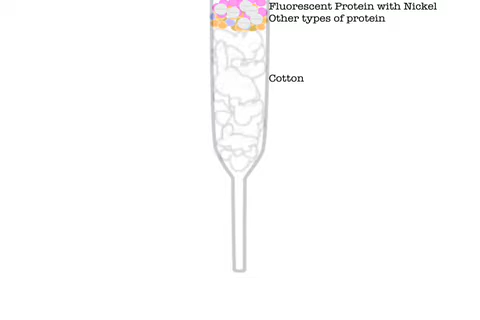 Fluorescent Protein with Nickel
Other types of protein
Cotton